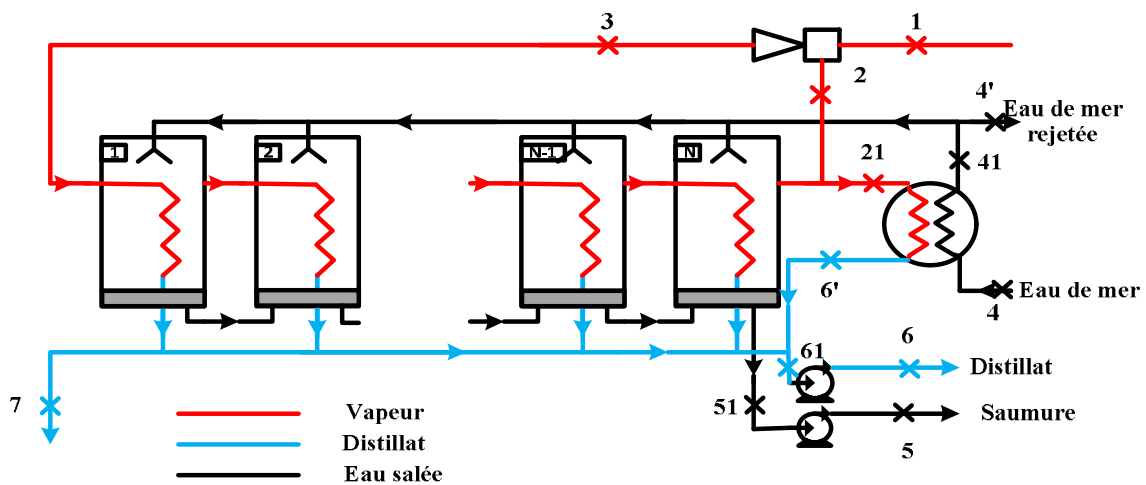 3
1
2
4'
Eau de mer
rejetée
1
2
N-1
N
21
41
6'
Eau de mer
4
61
6
Distillat
7
51
Vapeur
Saumure
5
Distillat
Eau salée